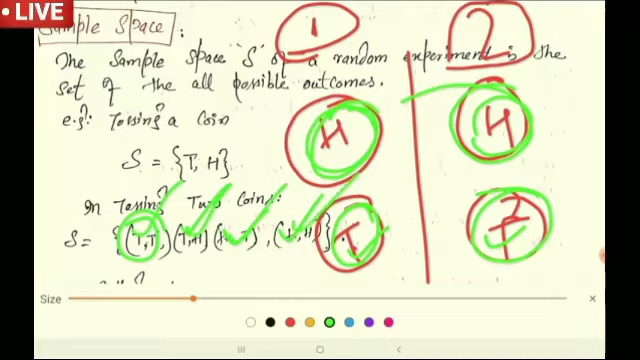 LIVE
1 2
Sample Space :
The Sample space 'S' of a random experiment is the
set of the all possible outcomes.
e.g: Tossing a Coin
H H
S = {T, H}
In Tossing Two Coins:
S = {(T,T) (T,H) (H,T), (H,H)}.
T T
2
Size